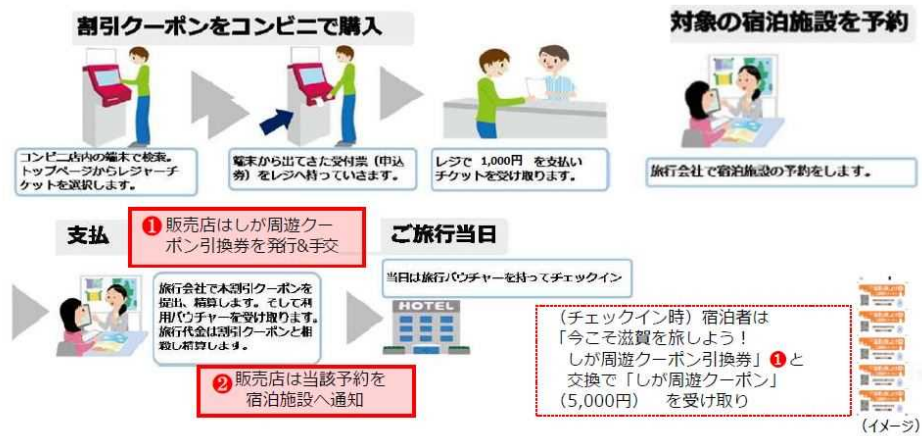 割引クーポンをコンビニで購入
対象の宿泊施設を予約
コンビニ店内の端末で検索。
トップページからレジャーチ
ケットを選択します。
端末から出てきた受付票（申込
券）をレジへ持っていきます。
レジで 1,000円 を支払い
チケットを受け取ります。
旅行会社で宿泊施設の予約をします。
支払
❶販売店はしが周遊クー
ポン引換券を発行&手交
旅行会社で本割引クーポンを
提出、精算します。そして利
用バウチャーを受け取ります。
旅行代金は割引クーポンと相
殺し精算します。
❷販売店は当該予約を
宿泊施設へ通知
ご旅行当日
当日は旅行バウチャーを持ってチェックイン
HOTEL
（チェックイン時）宿泊者は
「今こそ滋賀を旅しよう！
しが周遊クーポン引換券」❶と
交換で「しが周遊クーポン」
（5,000円） を受け取り
（イメージ）